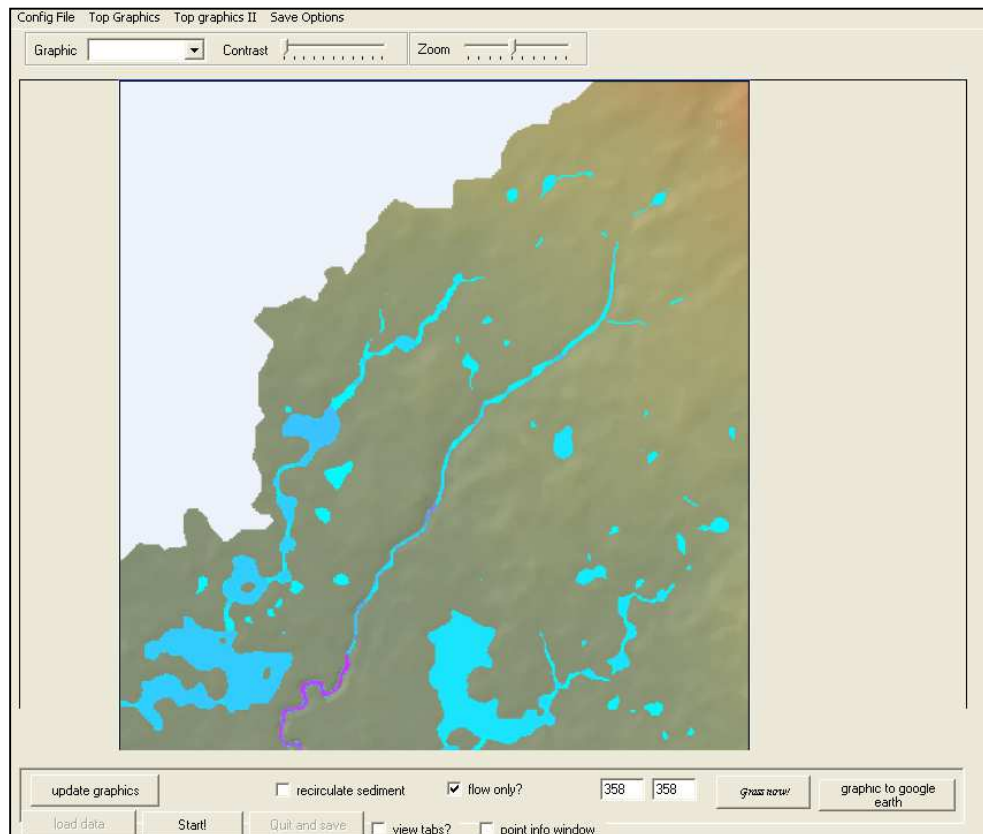 Config File Top Graphics Top graphics II Save Options
Graphic Contrast Zoom
update graphics recirculate sediment flow only? 358 358 Grass now! graphic to google earth
load data Start! Quit and save view tabs? point info window